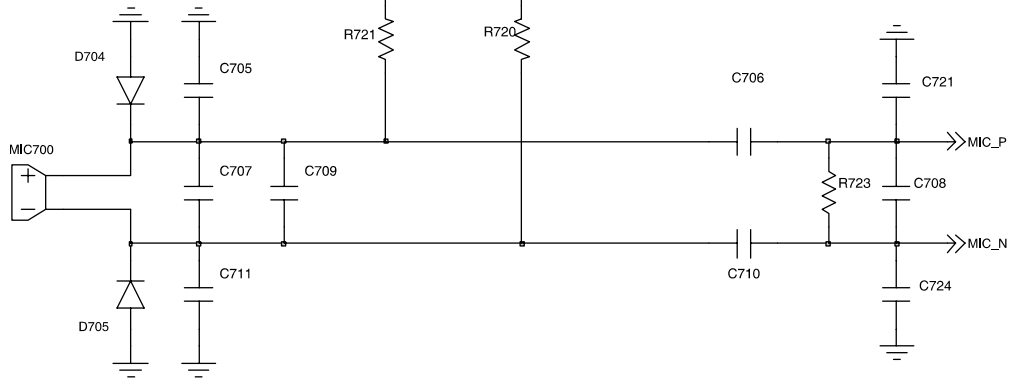 R721
R720
D704
C705
C706
C721
MIC700
+
−
C707
C709
R723
C708
MIC_P
MIC_N
C711
C710
C724
D705